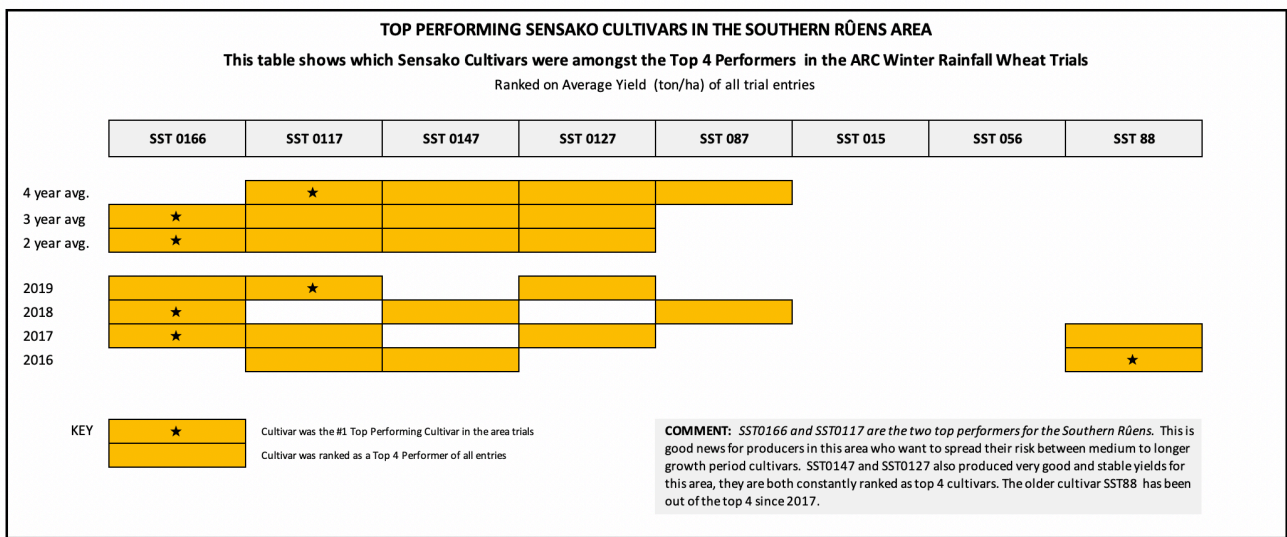 TOP PERFORMING SENSAKO CULTIVARS IN THE SOUTHERN RÛENS AREA
This table shows which Sensako Cultivars were amongst the Top 4 Performers in the ARC Winter Rainfall Wheat Trials
Ranked on Average Yield (ton/ha) of all trial entries
SST 0166 SST 0117 SST 0147 SST 0127 SST 087 SST 015 SST 056 SST 88
4 year avg. ★
3 year avg ★
2 year avg. ★
2019 ★
2018 ★
2017 ★
2016 ★
KEY ★ Cultivar was the #1 Top Performing Cultivar in the area trials
Cultivar was ranked as a Top 4 Performer of all entries
COMMENT: SST0166 and SST0117 are the two top performers for the Southern Rûens. This is
good news for producers in this area who want to spread their risk between medium to longer
growth period cultivars. SST0147 and SST0127 also produced very good and stable yields for
this area, they are both constantly ranked as top 4 cultivars. The older cultivar SST88 has been
out of the top 4 since 2017.